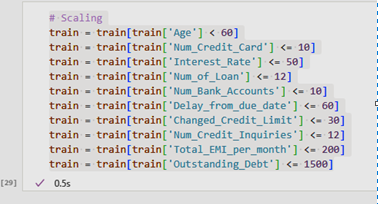 # Scaling
train = train[train['Age'] < 60]
train = train[train['Num_Credit_Card'] <= 10]
train = train[train['Interest_Rate'] <= 50]
train = train[train['Num_of_Loan'] <= 12]
train = train[train['Num_Bank_Accounts'] <= 10]
train = train[train['Delay_from_due_date'] <= 60]
train = train[train['Changed_Credit_Limit'] <= 30]
train = train[train['Num_Credit_Inquiries'] <= 12]
train = train[train['Total_EMI_per_month'] <= 200]
train = train[train['Outstanding_Debt'] <= 1500]
[29] ✓ 0.5s